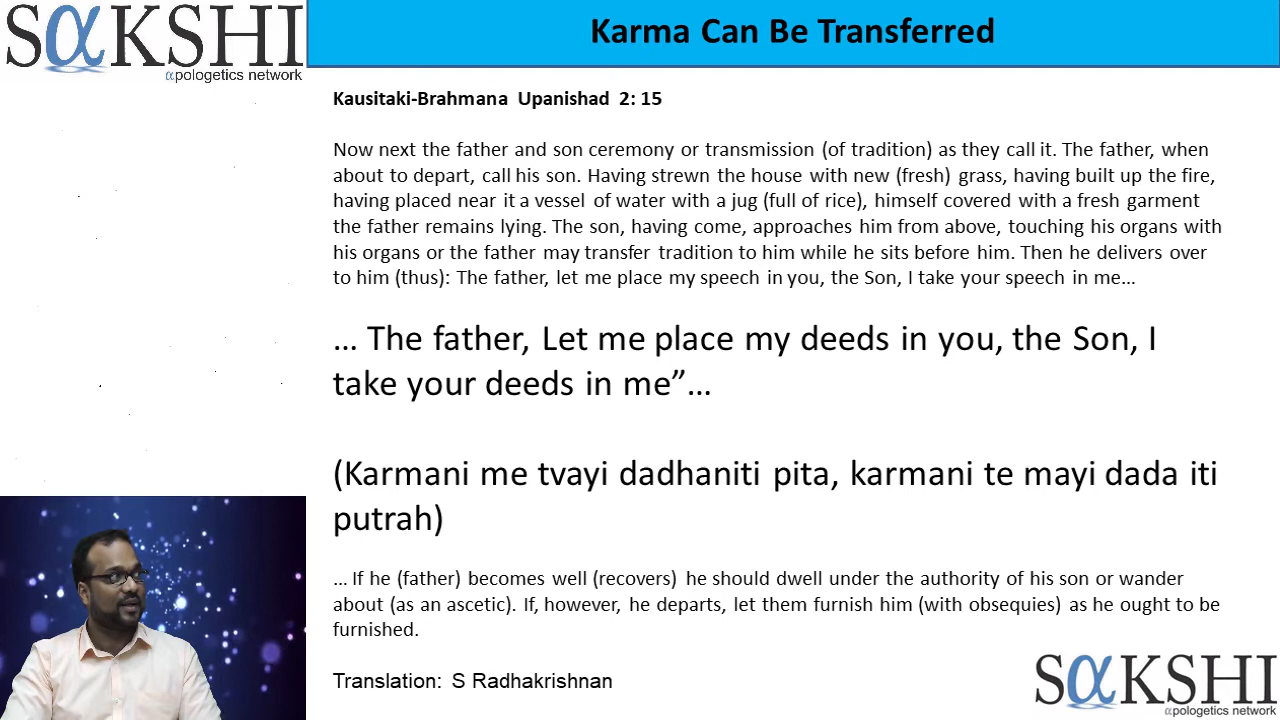 SαKSHI
αpologetics network
Karma Can Be Transferred
Kausitaki-Brahmana Upanishad 2: 15
Now next the father and son ceremony or transmission (of tradition) as they call it. The father, when
about to depart, call his son. Having strewn the house with new (fresh) grass, having built up the fire,
having placed near it a vessel of water with a jug (full of rice), himself covered with a fresh garment
the father remains lying. The son, having come, approaches him from above, touching his organs with
his organs or the father may transfer tradition to him while he sits before him. Then he delivers over
to him (thus): The father, let me place my speech in you, the Son, I take your speech in me...
... The father, Let me place my deeds in you, the Son, I
take your deeds in me”...
(Karmani me tvayi dadhaniti pita, karmani te mayi dada iti
putrah)
... If he (father) becomes well (recovers) he should dwell under the authority of his son or wander
about (as an ascetic). If, however, he departs, let them furnish him (with obsequies) as he ought to be
furnished.
Translation: S Radhakrishnan
SαKSHI
αpologetics network